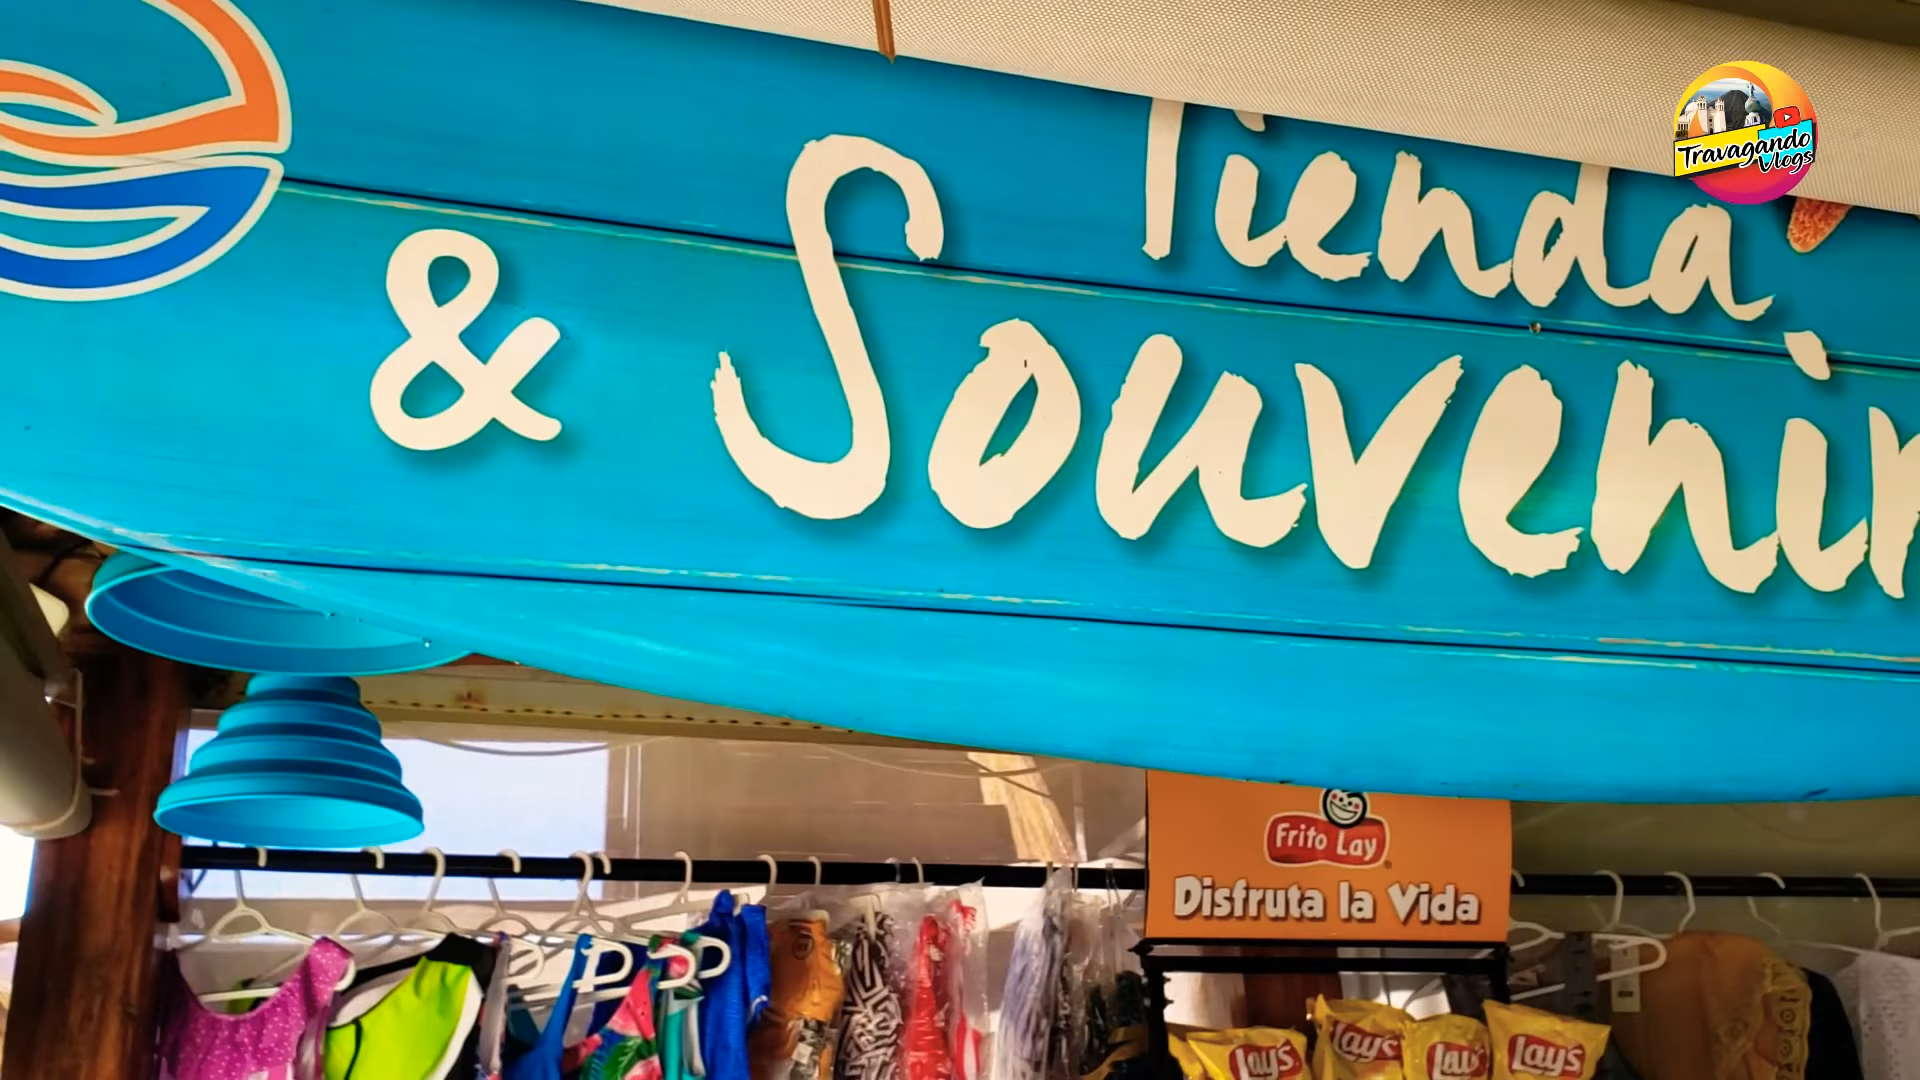 Tienda
& Souvenir
Travagando
Vlogs
Frito Lay
Disfruta la Vida
Lay's
Lay's
Lay's
Lay's